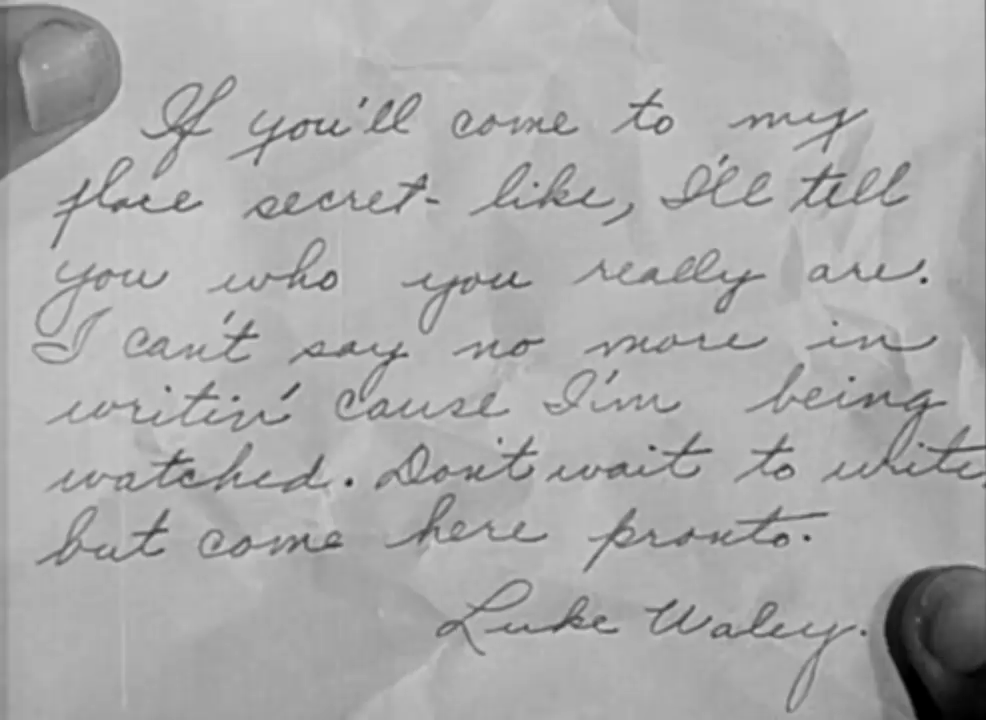 If you'll come to my
place secret-like, I'll tell
you who you really are.
I can't say no more in
writin' cause I'm being
watched. Don't wait to write,
but come here pronto.
Luke Waley.